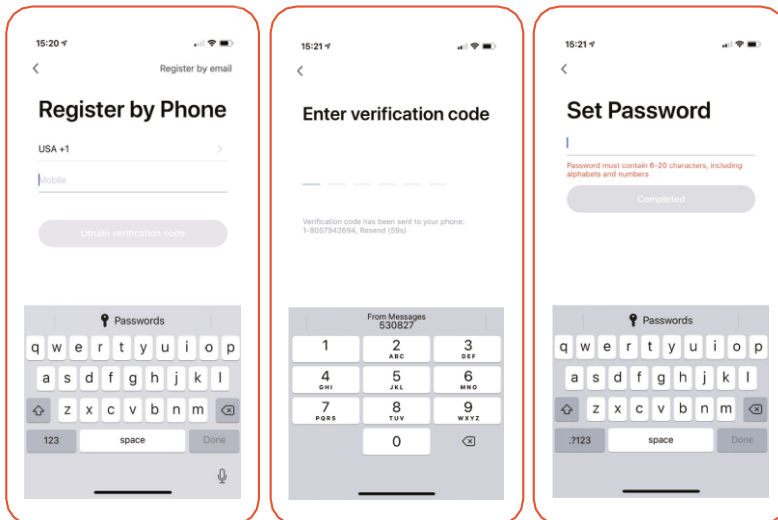 15:20
Register by email
Register by Phone
USA +1
Mobile
Obtain verification code
Passwords
q w e r t y u i o p
a s d f g h j k l
z x c v b n m
123 space Done
15:21
Enter verification code
Verification code has been sent to your phone:
1-8057942694, Resend (59s)
From Messages
530827
1 2 3
ABC DEF
4 5 6
GHI JKL MNO
7 8 9
PQRS TUV WXYZ
0
15:21
Set Password
Password must contain 6-20 characters, including
alphabets and numbers
Completed
Passwords
q w e r t y u i o p
a s d f g h j k l
z x c v b n m
.?123 space Done